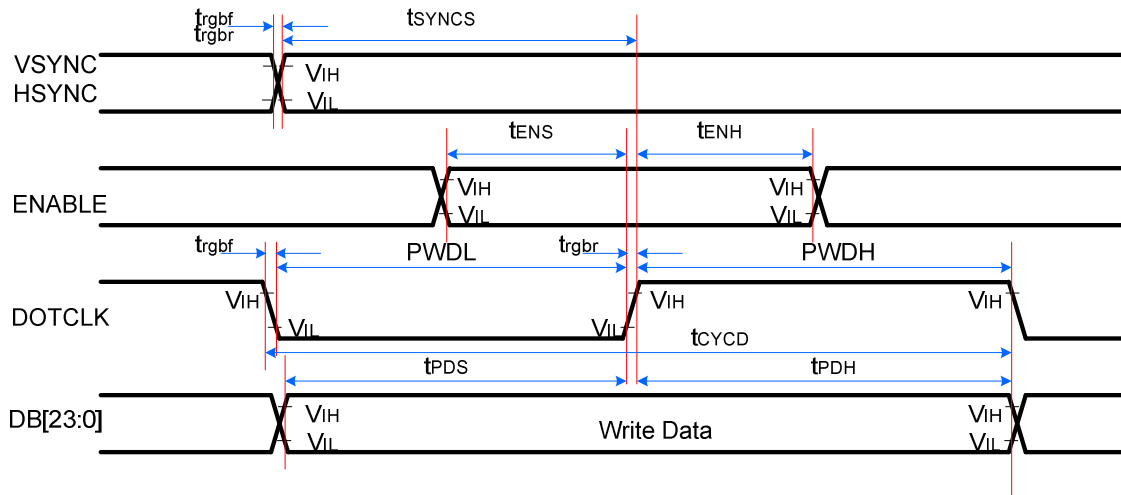 trgbf
trgbr
tSYNCS
VSYNC
HSYNC
VIH
VIL
tENS
tENH
ENABLE
VIH
VIL
VIH
VIL
trgbf
PWDL
trgbr
PWDH
DOTCLK
VIH
VIL
VIL
VIH
VIH
tCYCD
tPDS
tPDH
DB[23:0]
VIH
VIL
Write Data
VIH
VIL